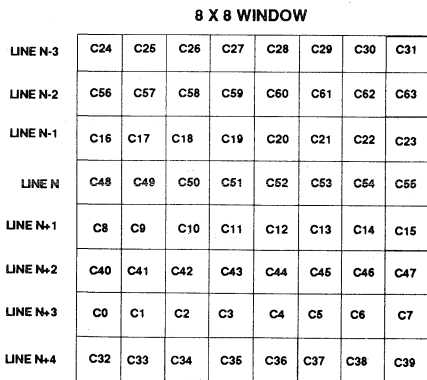 8 X 8 WINDOW
LINE N-3 C24 C25 C26 C27 C28 C29 C30 C31
LINE N-2 C56 C57 C58 C59 C60 C61 C62 C63
LINE N-1 C16 C17 C18 C19 C20 C21 C22 C23
LINE N C48 C49 C50 C51 C52 C53 C54 C55
LINE N+1 C8 C9 C10 C11 C12 C13 C14 C15
LINE N+2 C40 C41 C42 C43 C44 C45 C46 C47
LINE N+3 C0 C1 C2 C3 C4 C5 C6 C7
LINE N+4 C32 C33 C34 C35 C36 C37 C38 C39